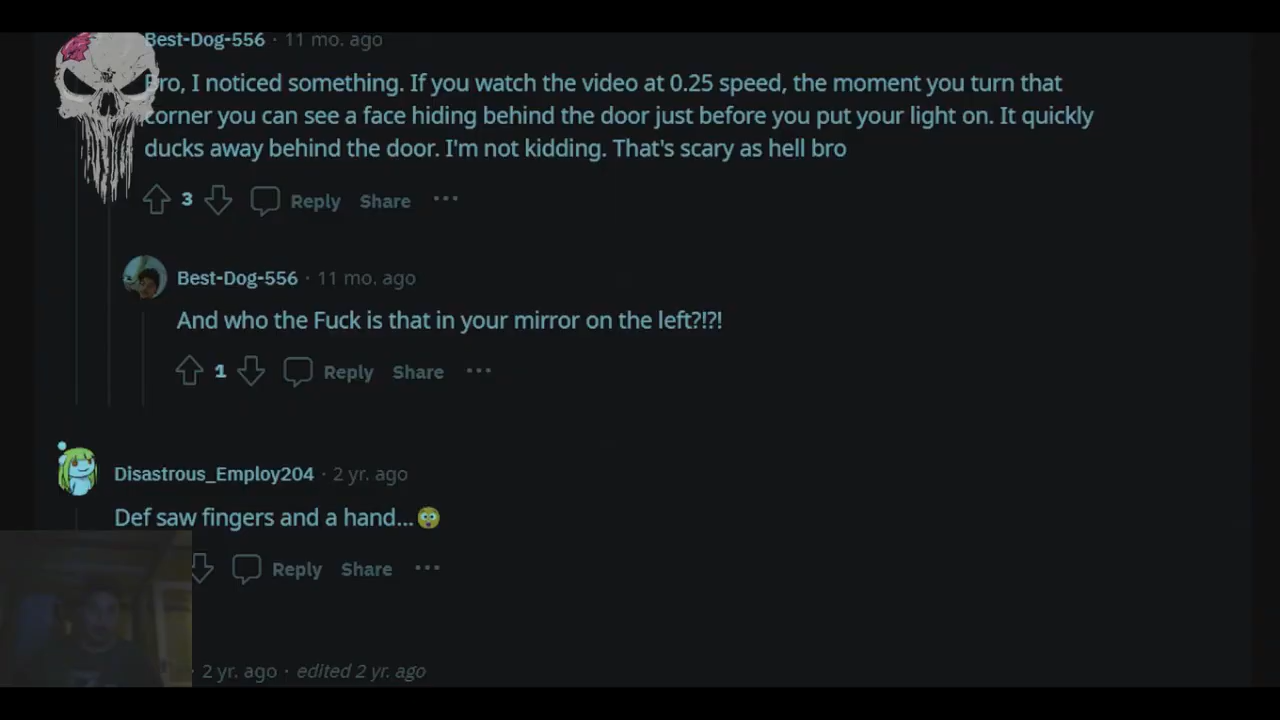 Best-Dog-556 · 11 mo. ago
Bro, I noticed something. If you watch the video at 0.25 speed, the moment you turn that
corner you can see a face hiding behind the door just before you put your light on. It quickly
ducks away behind the door. I'm not kidding. That's scary as hell bro
3 Reply Share ···
Best-Dog-556 · 11 mo. ago
And who the Fuck is that in your mirror on the left?!?!
1 Reply Share ···
Disastrous_Employ204 · 2 yr. ago
Def saw fingers and a hand...😲
Reply Share ···
· 2 yr. ago · edited 2 yr. ago